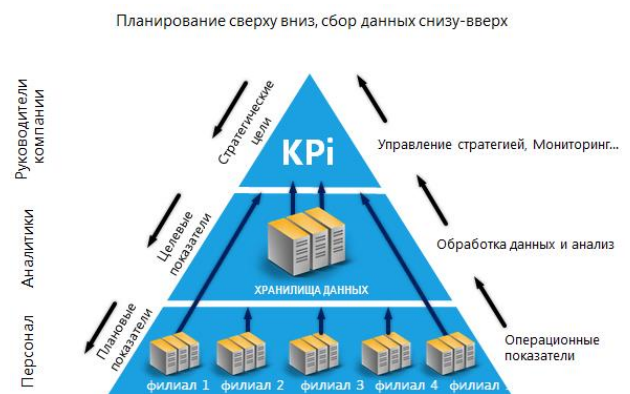 Планирование сверху вниз, сбор данных снизу-вверх
Руководители
компании
Стратегические
цели
KPi
Управление стратегией, Мониторинг...
Аналитики
Целевые
показатели
ХРАНИЛИЩА ДАННЫХ
Обработка данных и анализ
Персонал
Плановые
показатели
Операционные
показатели
филиал 1 филиал 2 филиал 3 филиал 4 филиал